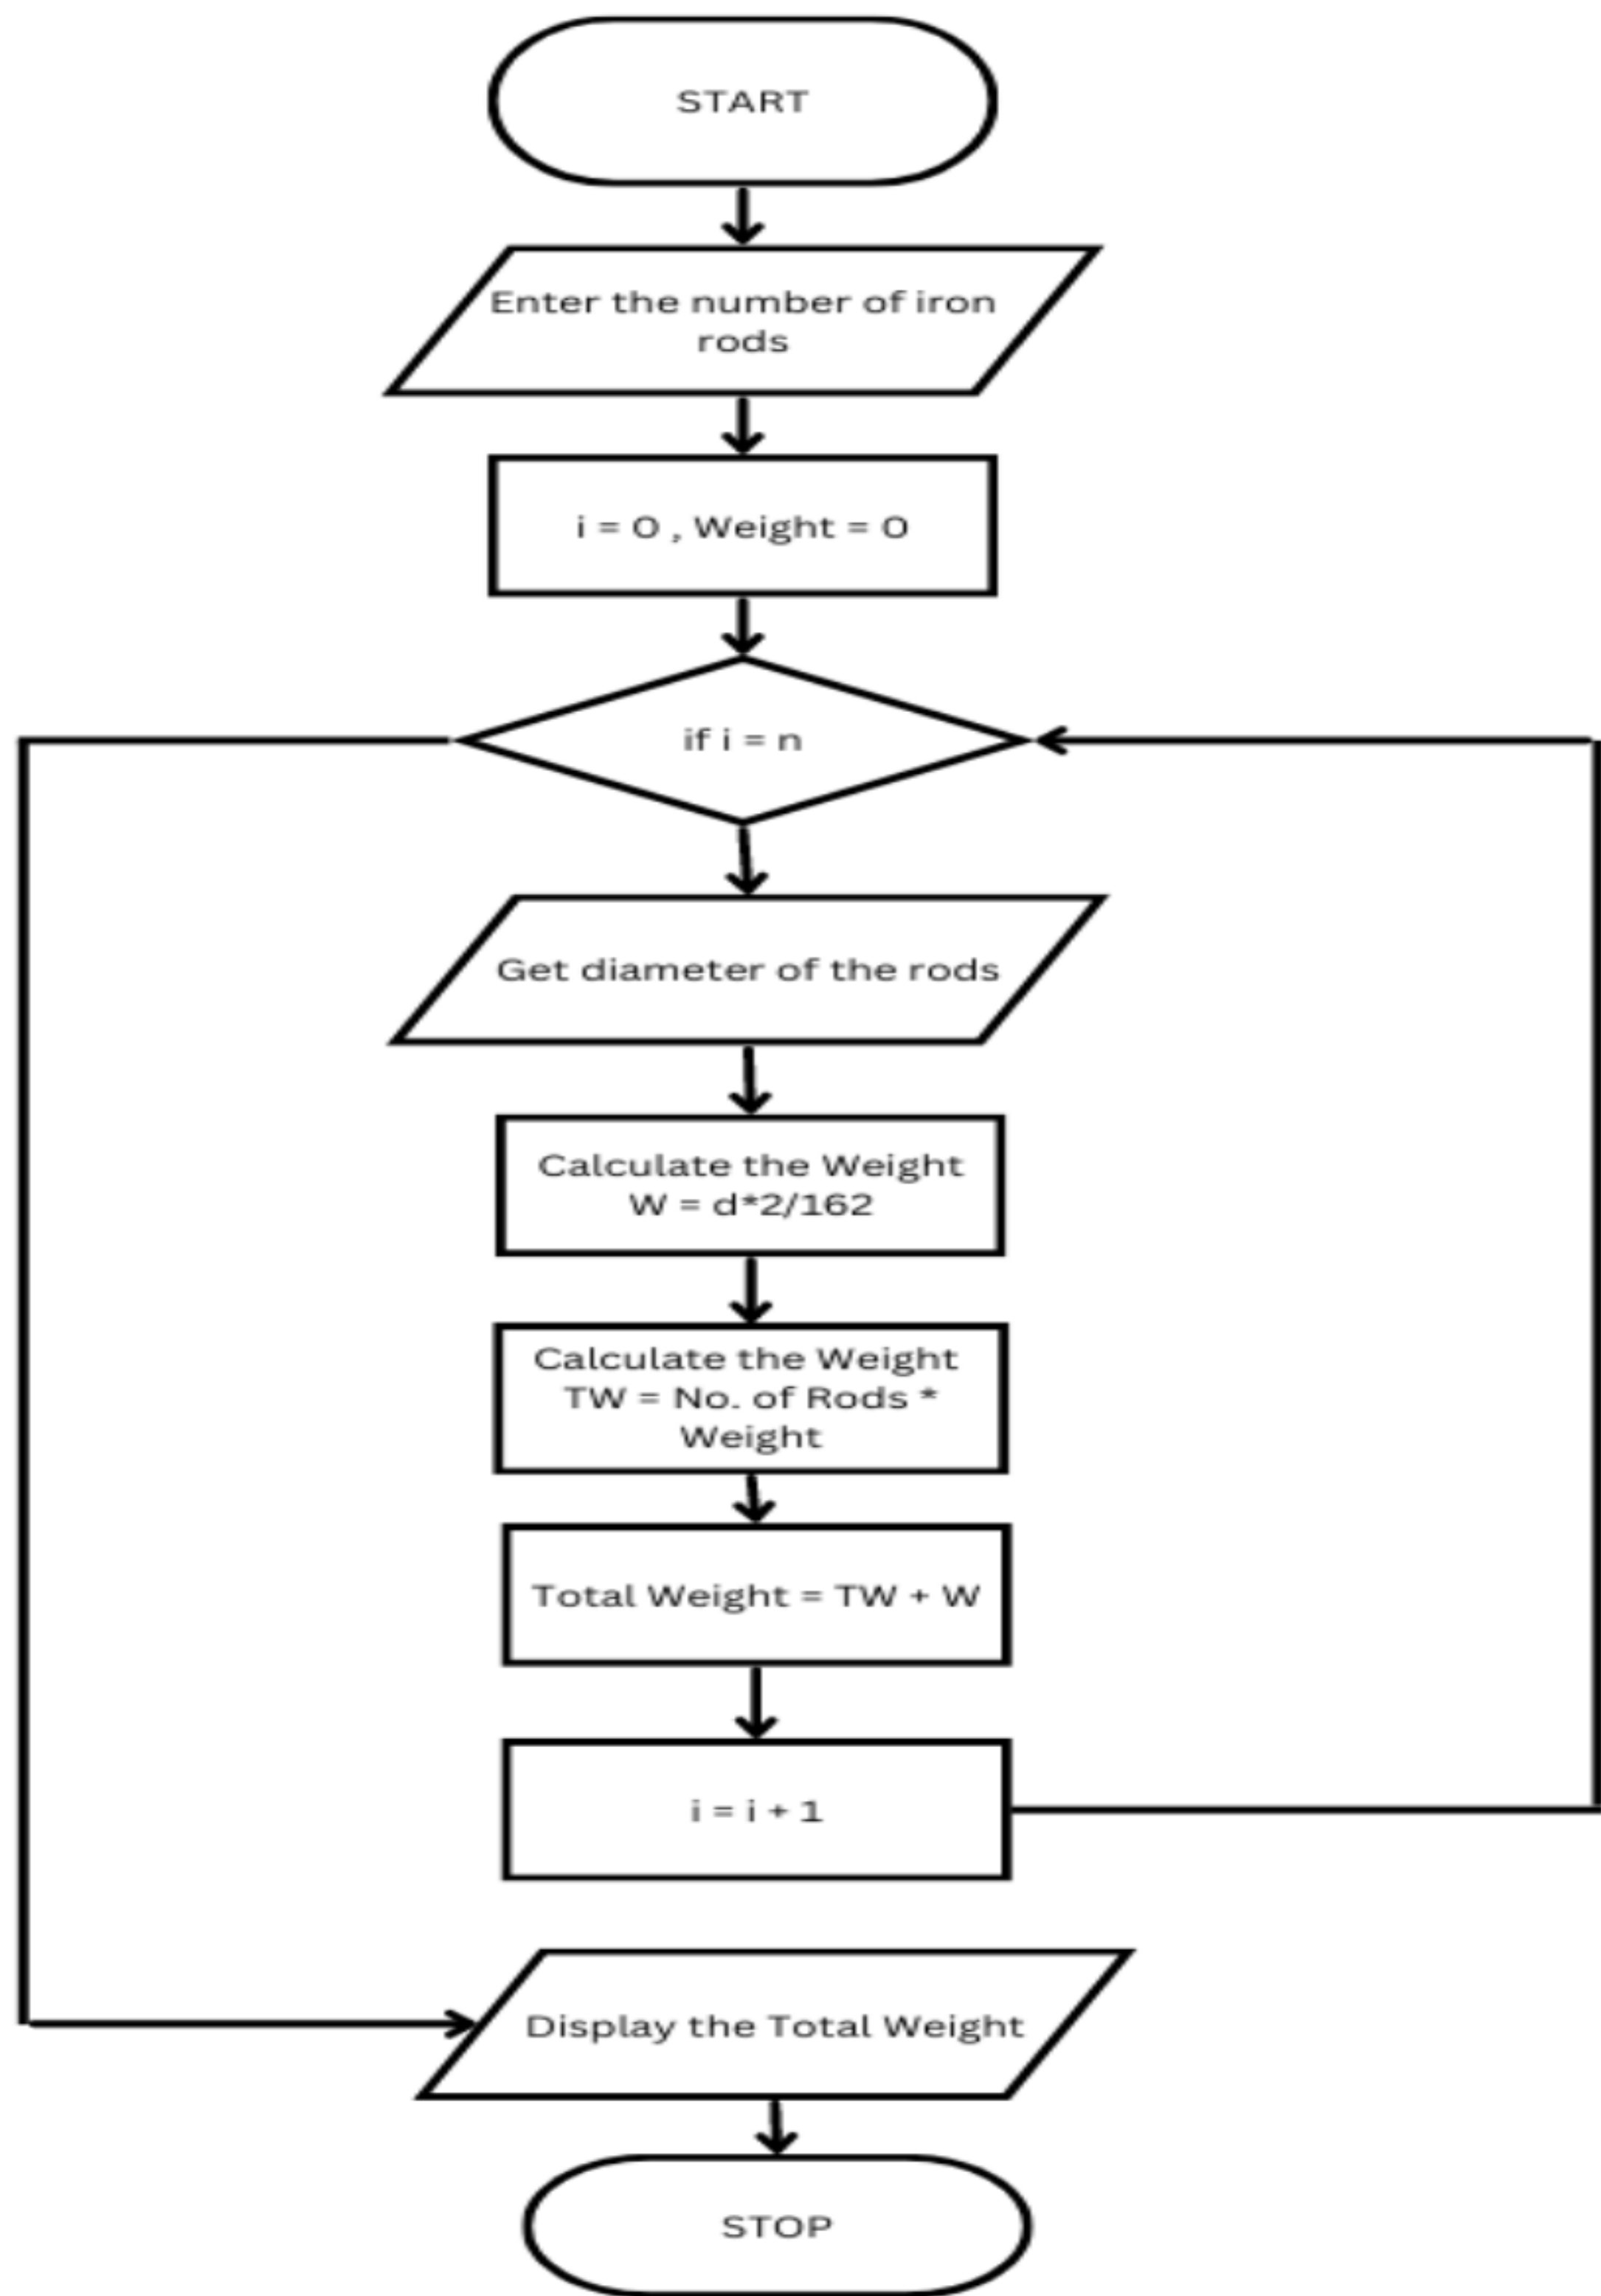 START
Enter the number of iron
rods
i = 0 , Weight = 0
if i = n
Get diameter of the rods
Calculate the Weight
W = d*2/162
Calculate the Weight
TW = No. of Rods *
Weight
Total Weight = TW + W
i = i + 1
Display the Total Weight
STOP